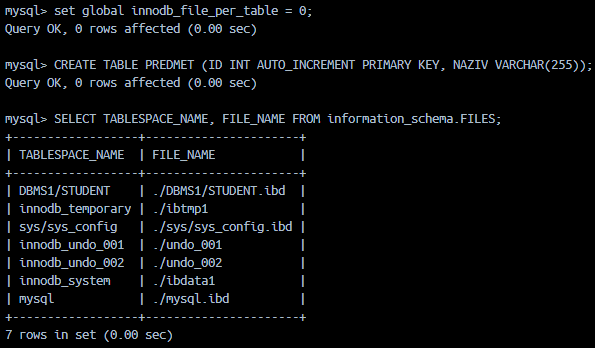 mysql> set global innodb_file_per_table = 0;
Query OK, 0 rows affected (0.00 sec)
mysql> CREATE TABLE PREDMET (ID INT AUTO_INCREMENT PRIMARY KEY, NAZIV VARCHAR(255));
Query OK, 0 rows affected (0.00 sec)
mysql> SELECT TABLESPACE_NAME, FILE_NAME FROM information_schema.FILES;
+------------------+----------------------+
| TABLESPACE_NAME  | FILE_NAME            |
+------------------+----------------------+
| DBMS1/STUDENT    | ./DBMS1/STUDENT.ibd  |
| innodb_temporary | ./ibtmp1             |
| sys/sys_config   | ./sys/sys_config.ibd |
| innodb_undo_001  | ./undo_001           |
| innodb_undo_002  | ./undo_002           |
| innodb_system    | ./ibdata1            |
| mysql            | ./mysql.ibd          |
+------------------+----------------------+
7 rows in set (0.00 sec)